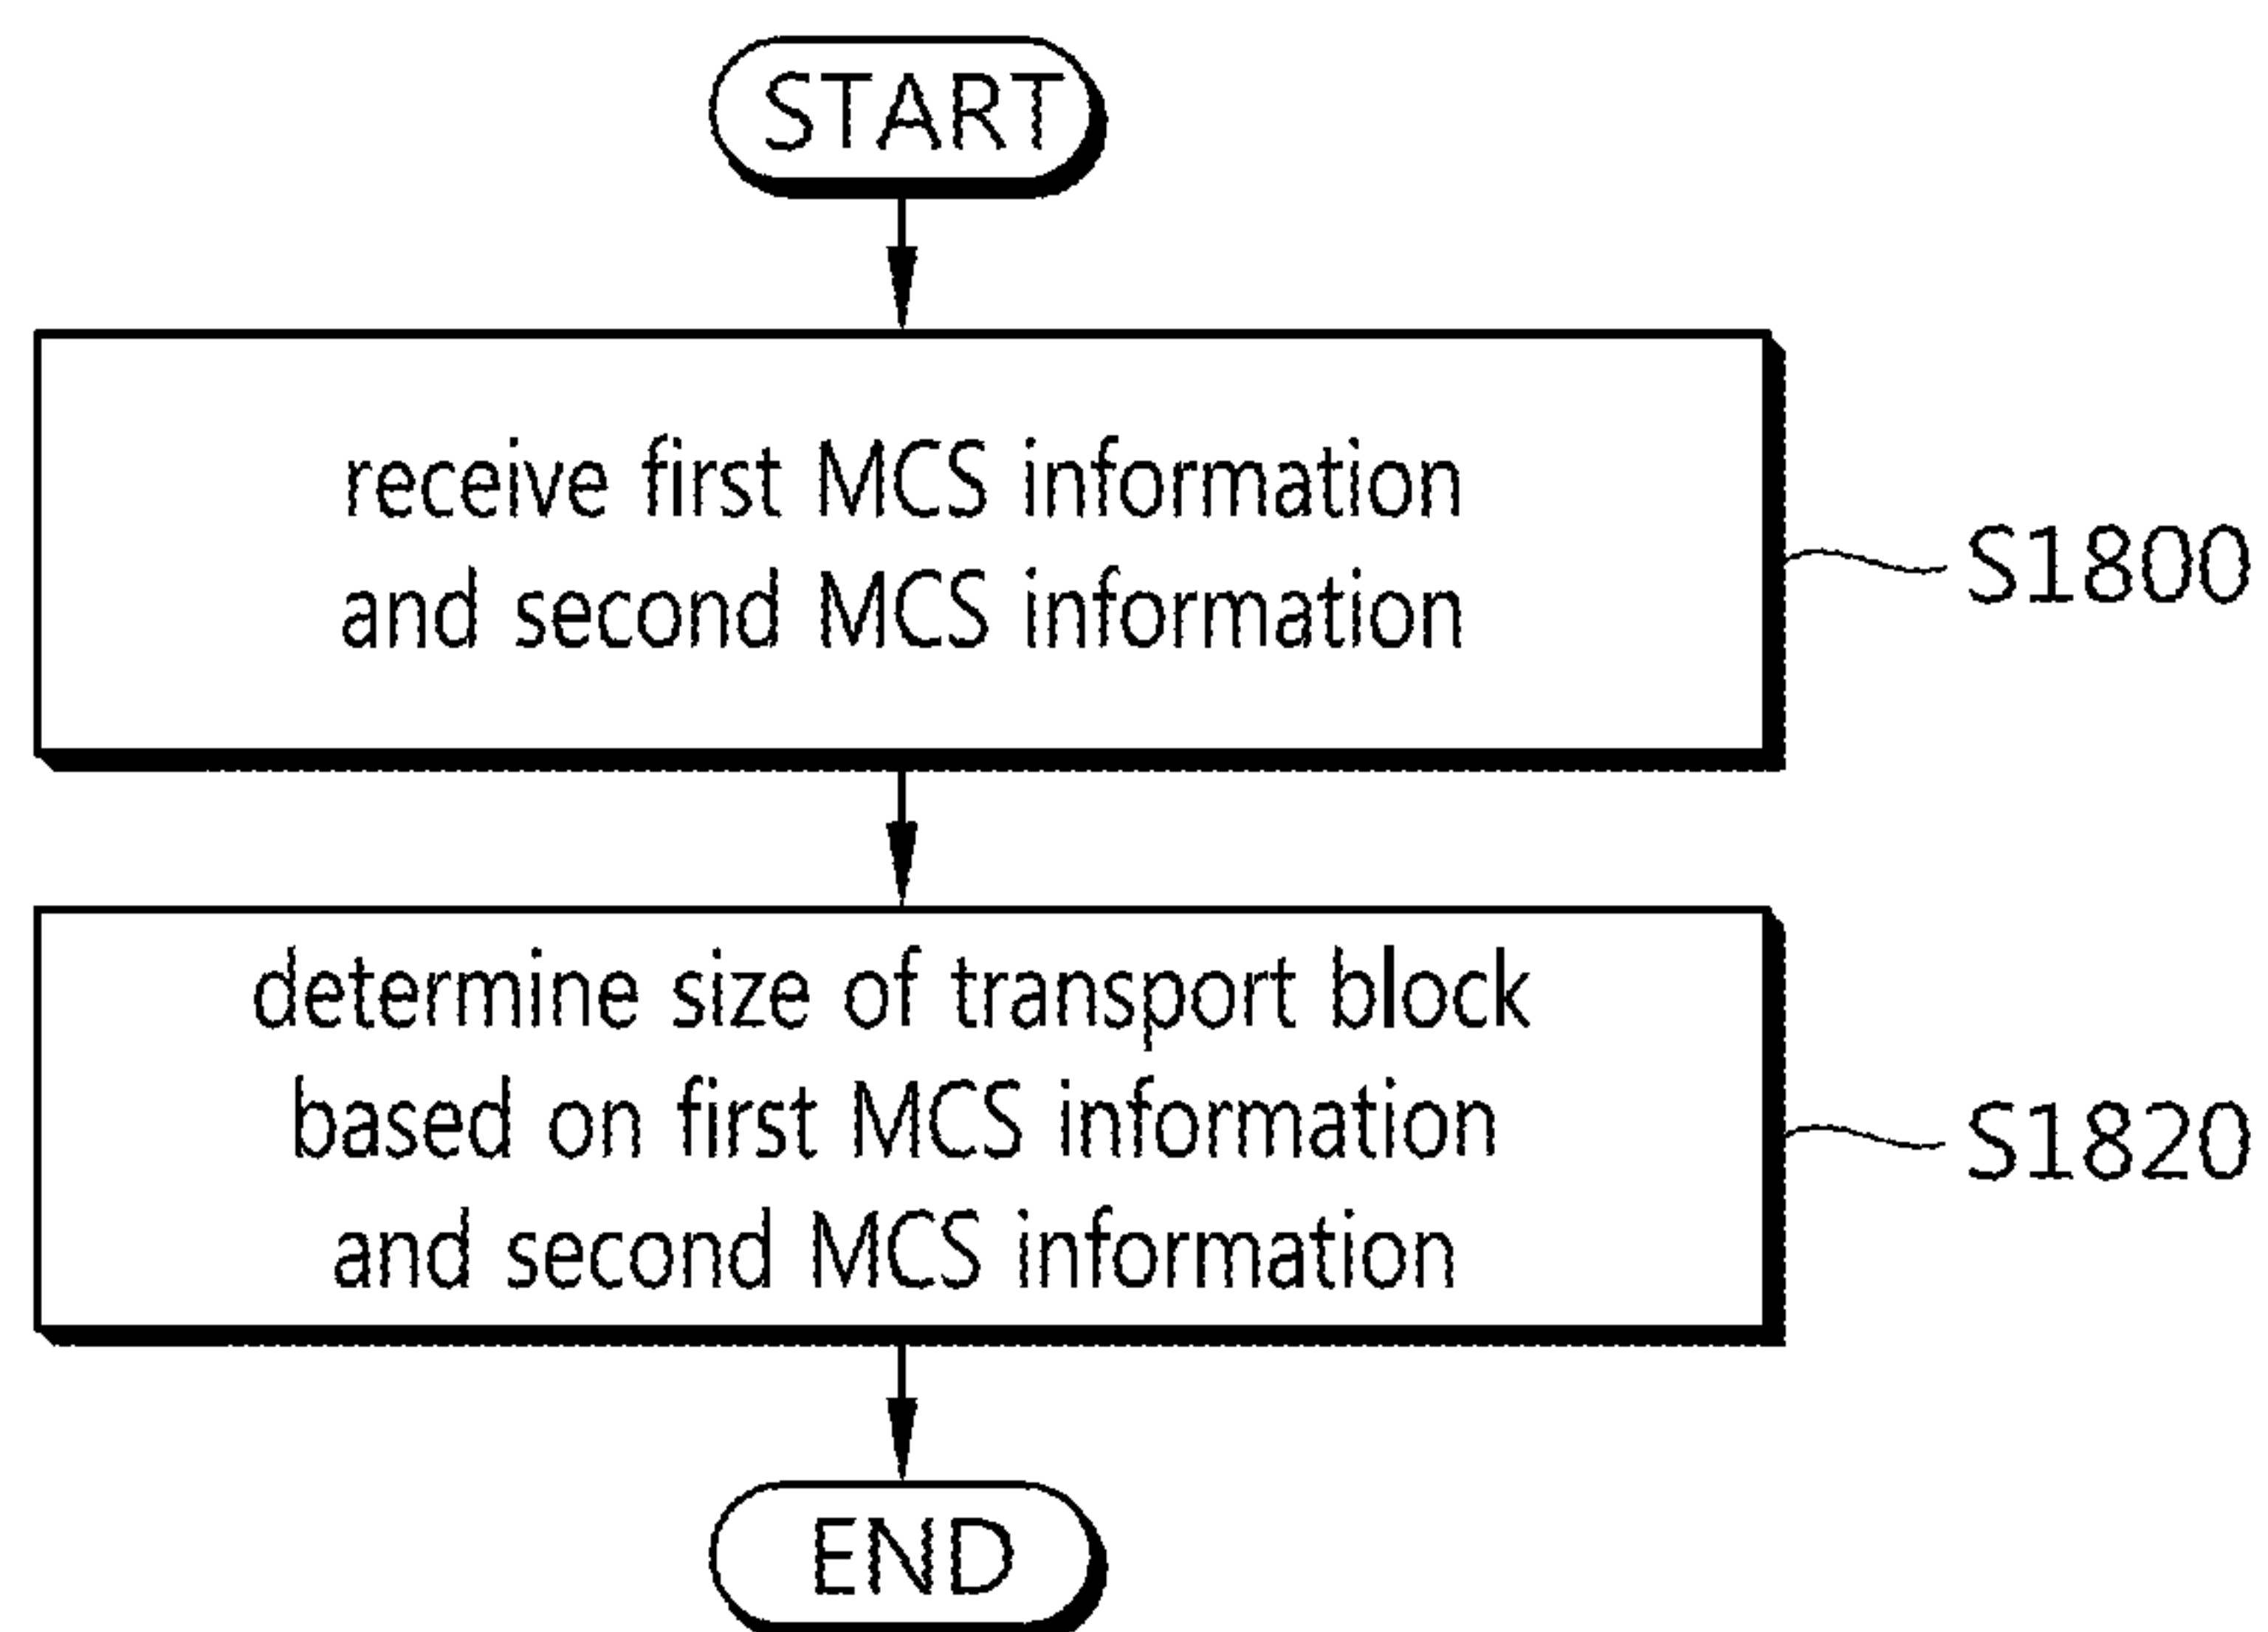 START
receive first MCS information
and second MCS information
S1800
determine size of transport block
based on first MCS information
and second MCS information
S1820
END